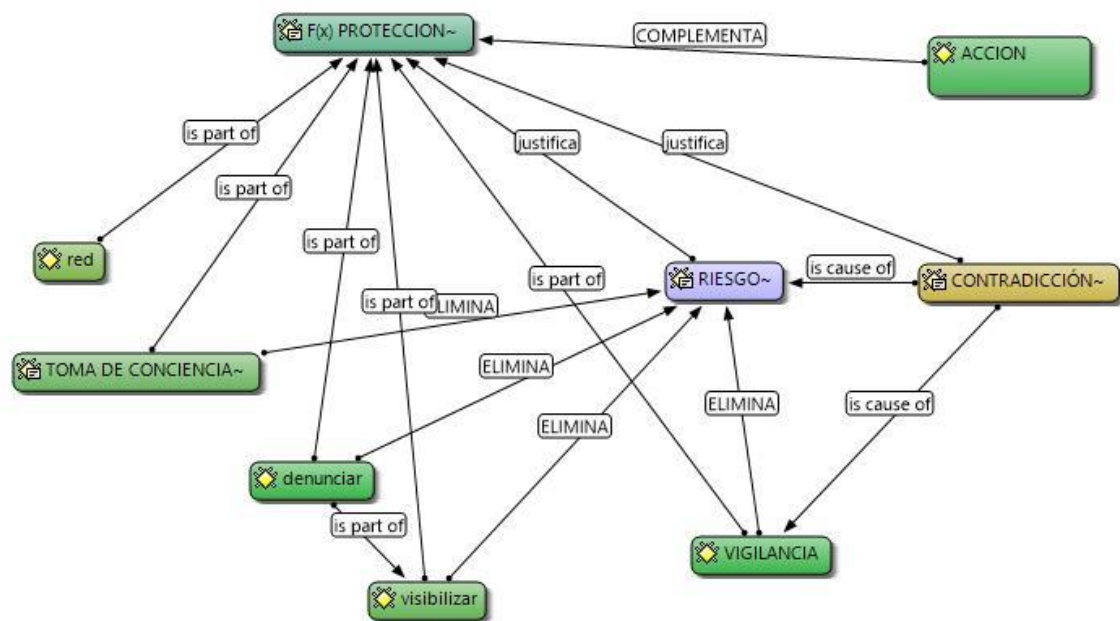 F(x) PROTECCION~
COMPLEMENTA
ACCION
is part of
justifica
justifica
is part of
is part of
red
RIESGO~
is cause of
CONTRADICCIÓN~
is part of
is part of
ELIMINA
TOMA DE CONCIENCIA~
ELIMINA
ELIMINA
ELIMINA
is cause of
denunciar
is part of
VIGILANCIA
visibilizar